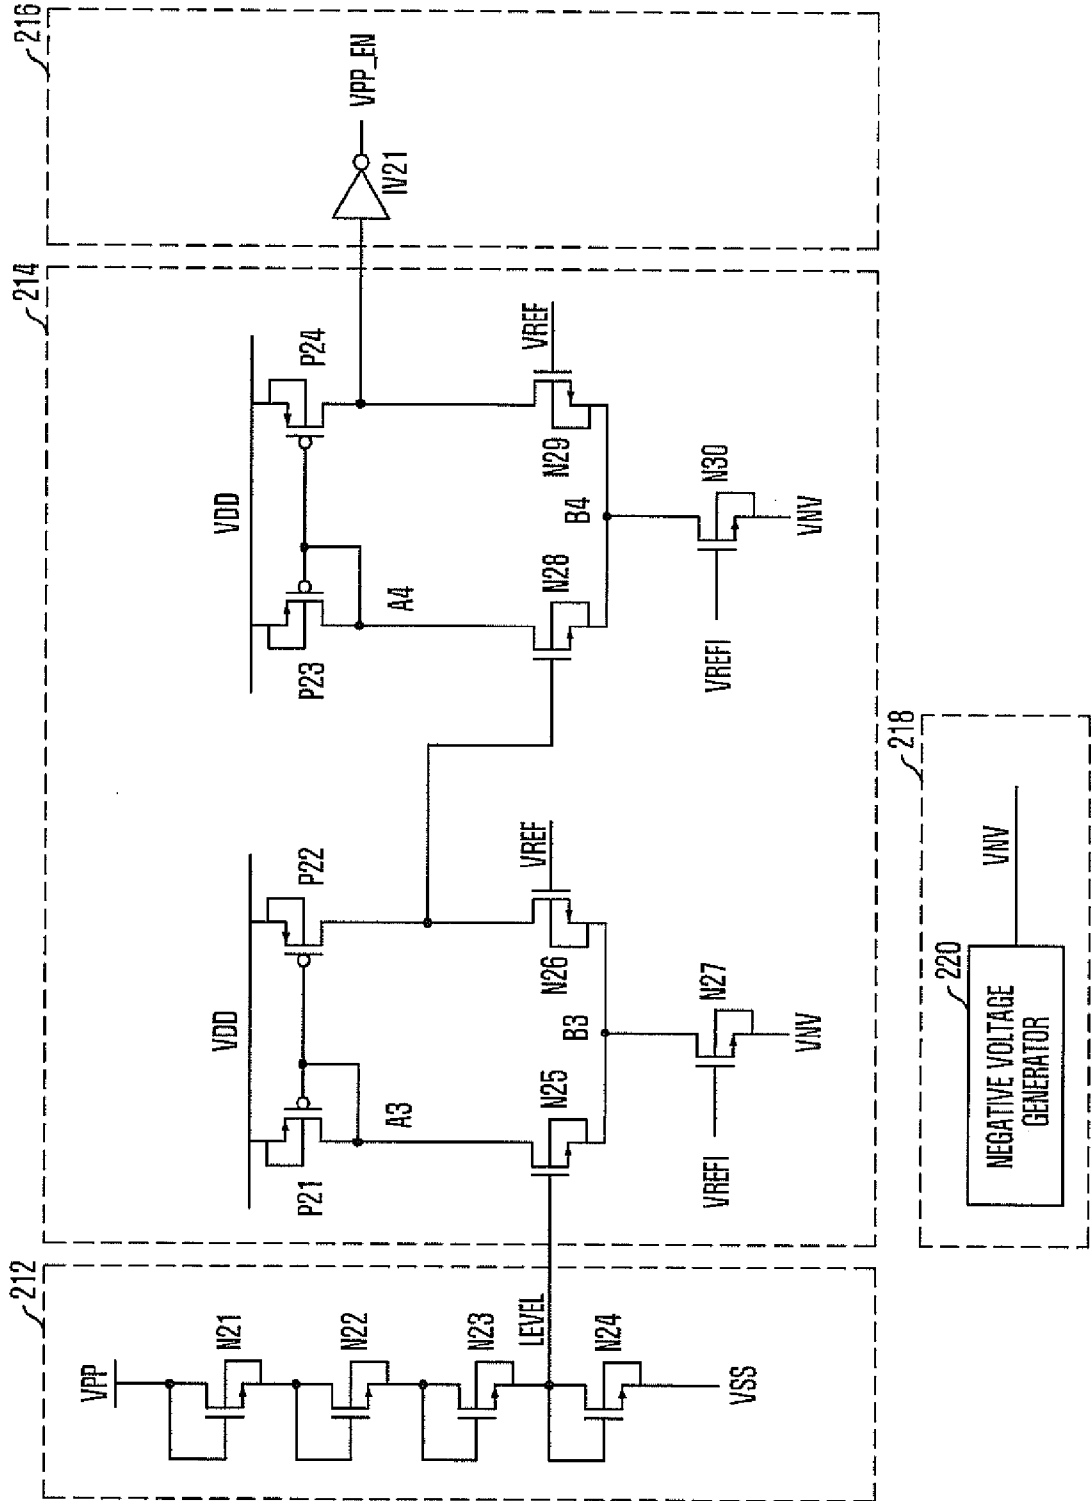 212
VPP
N21
N22
N23
LEVEL
N24
VSS
214
VDD
P21
P22
A3
N25
N26
VREF
B3
VREFI
N27
VNV
VDD
P23
P24
A4
N28
N29
VREF
B4
VREFI
N30
VNV
216
IV21
VPP_EN
218
220
NEGATIVE VOLTAGE
GENERATOR
VNV